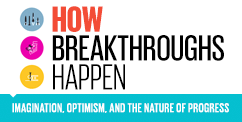 HOW
BREAKTHROUGHS
HAPPEN
IMAGINATION, OPTIMISM, AND THE NATURE OF PROGRESS